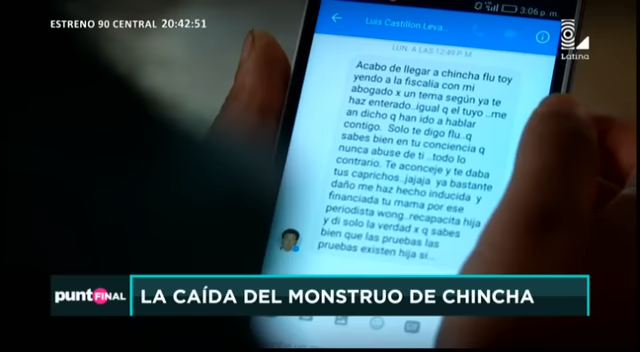 ESTRENO 90 CENTRAL 20:42:51
3:06 p. m.
Luis Castillon Leva...
Latina
LUN. A LAS 12:49 P. M.
Acabo de llegar a chincha flu toy
yendo a la fiscalía con mi
abogado x un tema según ya te
haz enterado..igual q el tuyo ..me
an dicho q han ido a hablar
contigo. Solo te digo flu..q
sabes bien en tu conciencia q
nunca abuse de ti ..todo lo
contrario. Te aconceje y te daba
tus caprichos..jajaja ya bastante
daño me haz hecho inducida y
financiada tu mama por ese
periodista wong..recapacita hija
y di solo la verdad x q sabes
bien que las pruebas las
pruebas existen hija si...
punto FINAL
LA CAÍDA DEL MONSTRUO DE CHINCHA